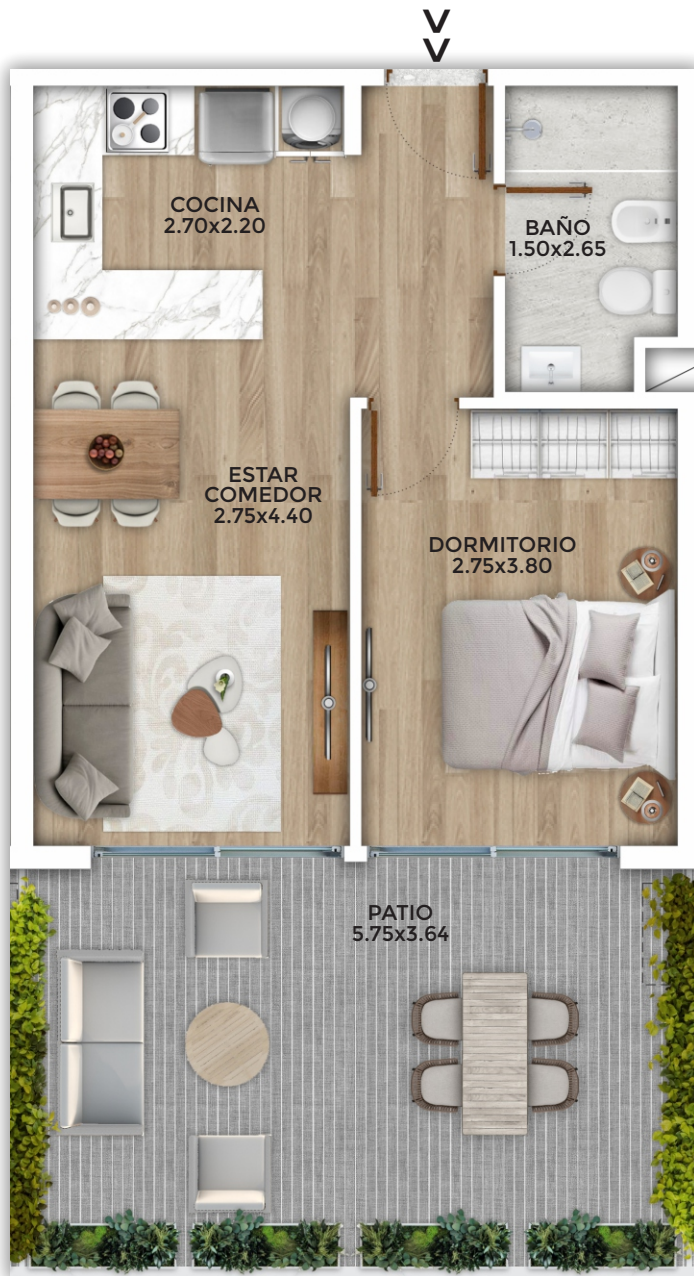 COCINA
2.70x2.20
BAÑO
1.50x2.65
ESTAR
COMEDOR
2.75x4.40
DORMITORIO
2.75x3.80
PATIO
5.75x3.64